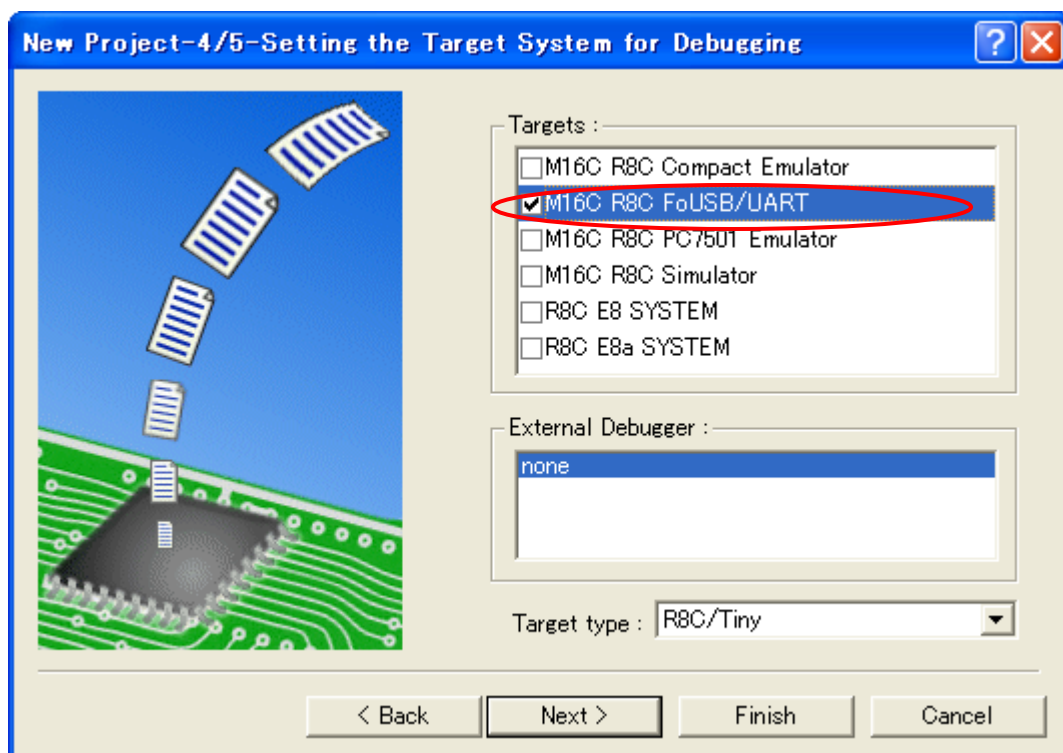 New Project-4/5-Setting the Target System for Debugging
Targets :
M16C R8C Compact Emulator
M16C R8C FoUSB/UART
M16C R8C PC7501 Emulator
M16C R8C Simulator
R8C E8 SYSTEM
R8C E8a SYSTEM
External Debugger :
none
Target type : R8C/Tiny
< Back Next > Finish Cancel